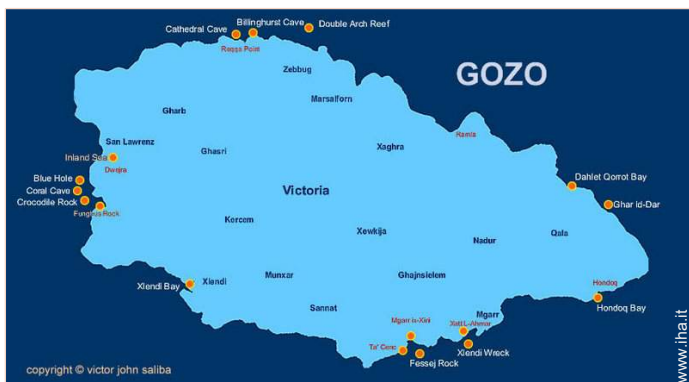 Cathedral Cave
Billinghurst Cave
Double Arch Reef
Reqqa Point
Zebbug
GOZO
Marsalforn
Gharb
Ramla
San Lawrenz
Ghasri
Xaghra
Inland Sea
Dwejra
Blue Hole
Dahlet Qorrot Bay
Coral Cave
Victoria
Crocodile Rock
Ghar id-Dar
Fungus Rock
Kercem
Xewkija
Nadur
Qala
Xlendi Bay
Xlendi
Munxar
Ghajnsielem
Hondoq
Sannat
Mgarr
Hondoq Bay
Mgarr ix-Xini
Xatt L-Ahmar
Ta' Cenc
Xlendi Wreck
Fessej Rock
copyright © victor john saliba
www.iha.it